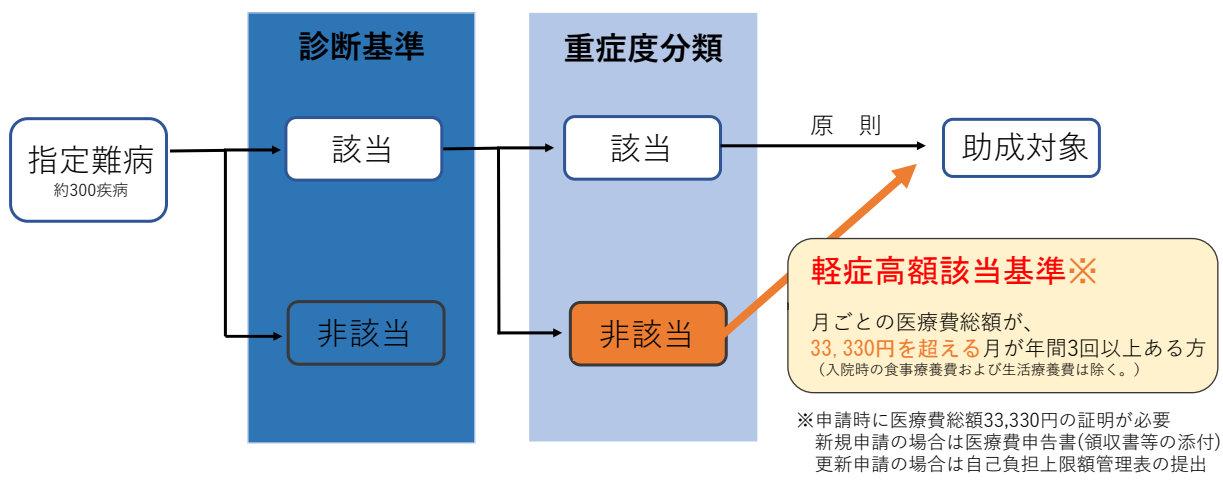 診断基準
重症度分類
指定難病
約300疾病
該当
該当
原 則
助成対象
非該当
非該当
軽症高額該当基準※
月ごとの医療費総額が、
33,330円を超える月が年間3回以上ある方
（入院時の食事療養費および生活療養費は除く。）
※申請時に医療費総額33,330円の証明が必要
新規申請の場合は医療費申告書(領収書等の添付)
更新申請の場合は自己負担上限額管理表の提出